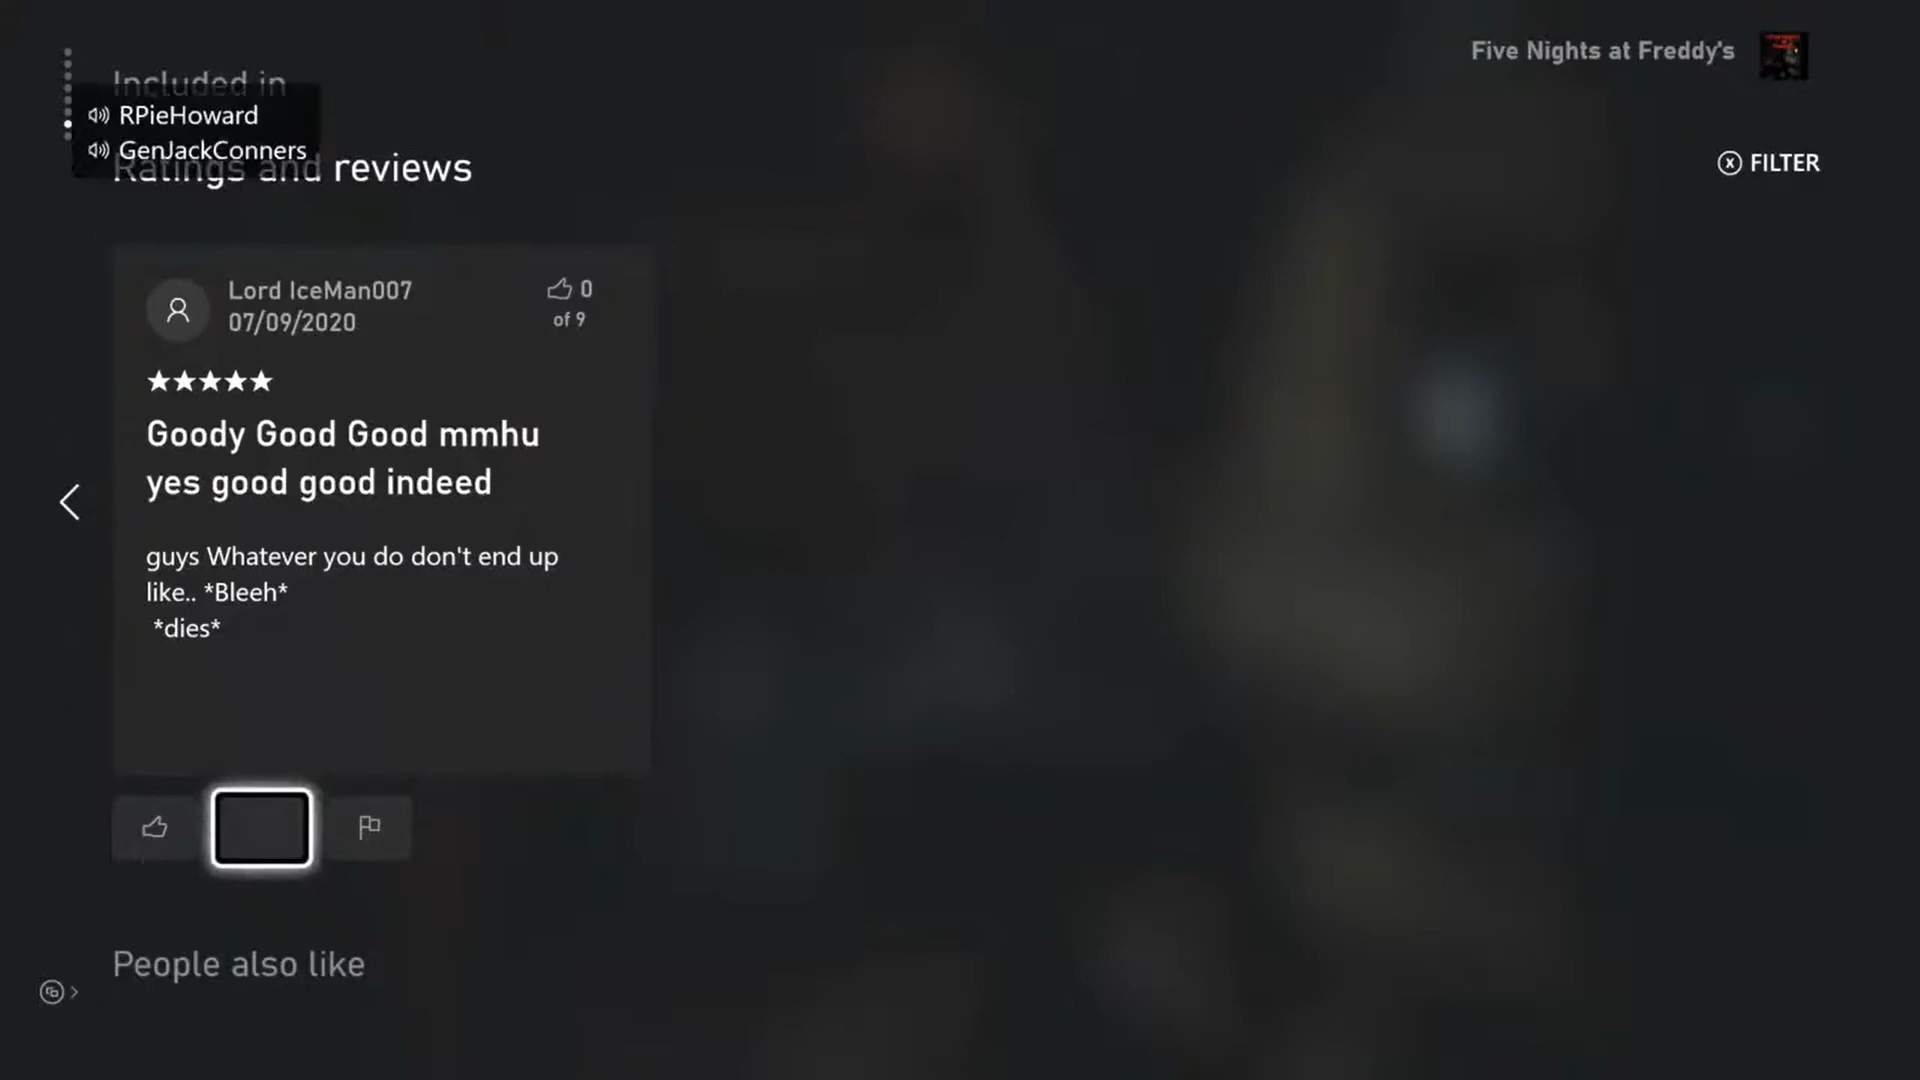 Five Nights at Freddy's
Included in
RPieHoward
GenJackConners
Ratings and reviews
FILTER
Lord IceMan007
07/09/2020
0
of 9
★★★★★
Goody Good Good mmhu
yes good good indeed
guys Whatever you do don't end up
like.. *Bleeh*
*dies*
People also like